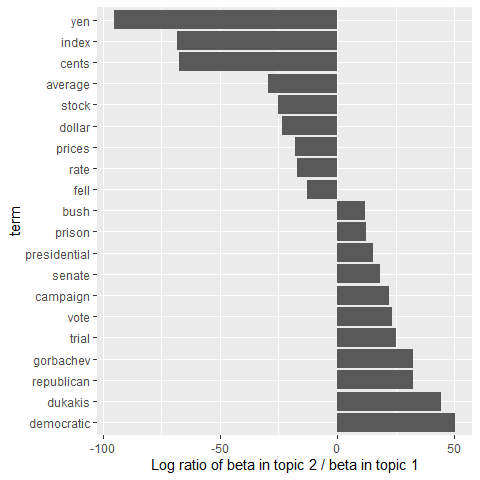 yen
index
cents
average
stock
dollar
prices
rate
fell
bush
prison
presidential
senate
campaign
vote
trial
gorbachev
republican
dukakis
democratic
term
-100
-50
0
50
Log ratio of beta in topic 2 / beta in topic 1